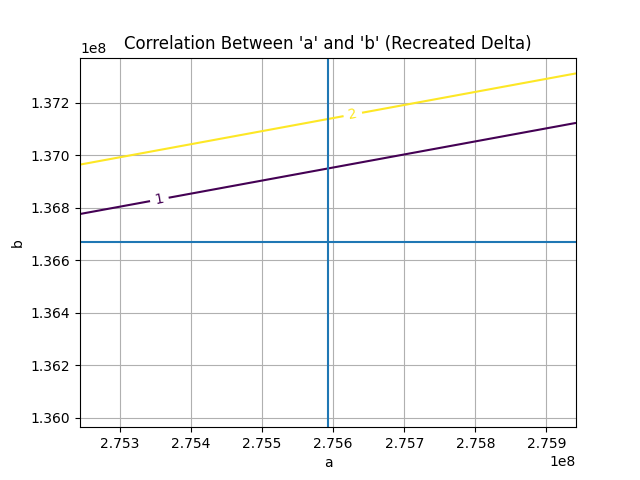 Correlation Between 'a' and 'b' (Recreated Delta)
1e8
1.372
1.370
1.368
1.366
1.364
1.362
1.360
b
2
1
2.753 2.754 2.755 2.756 2.757 2.758 2.759
a
1e8